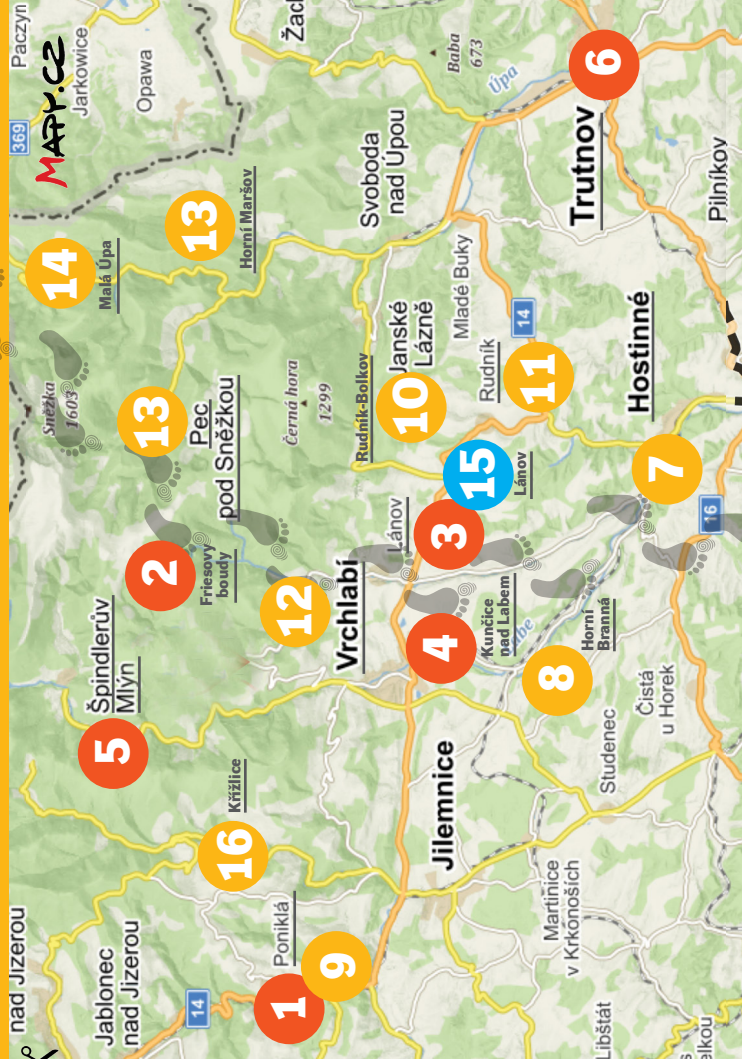 nad Jizerou
369
Paczyn
MAPY.CZ
Sněžka
1603
14
Malá Úpa
Jarkowice
Jablonec
nad Jizerou
5
Špindlerův
Mlýn
Opawa
2
Friesovy
boudy
13
Pec
pod Sněžkou
13
Horní Maršov
14
16
Křížlice
Poniklá
1
9
12
Vrchlabí
Černá hora
1299
Žac
Rudník-Bolkov
Svoboda
nad Úpou
10
Janské
Lázně
Lánov
3
4
Kunčice
nad Labem
15
Lánov
Jilemnice
Mladé Buky
Rudník
Baba
673
Úpa
14
11
8
Horní
Branná
Martinice
v Krkonoších
Studenec
Trutnov
6
Libštát
Čistá
u Horek
Hostinné
7
16
Pilníkov
elkou